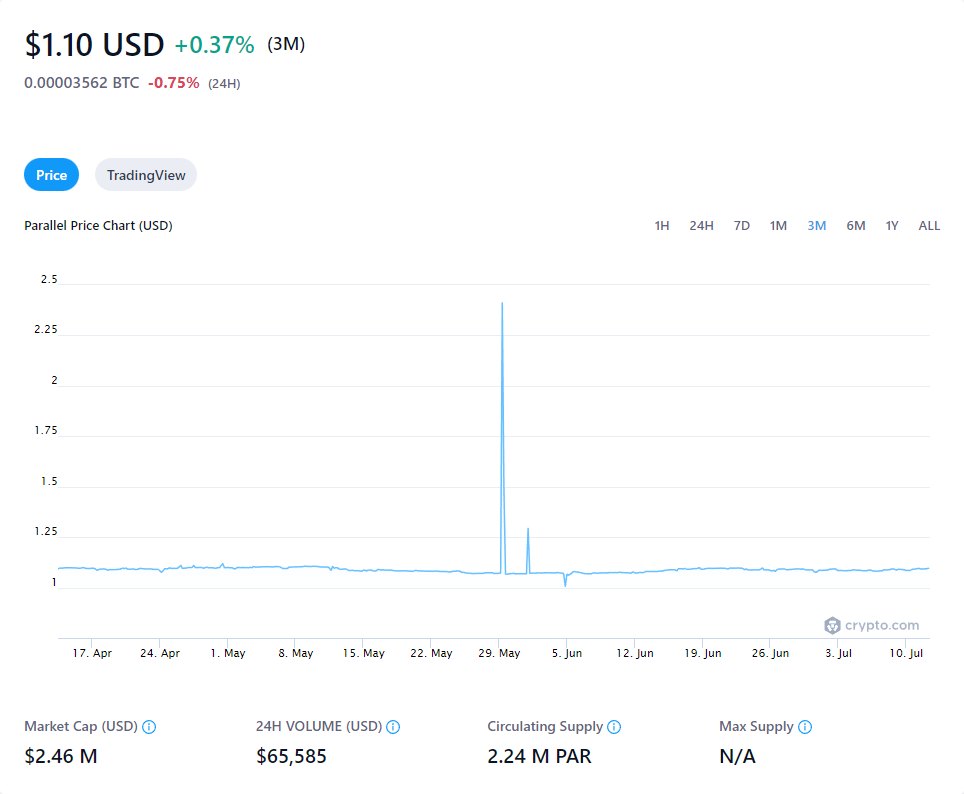 $1.10 USD +0.37% (3M)
0.00003562 BTC -0.75% (24H)
Price TradingView
Parallel Price Chart (USD) 1H 24H 7D 1M 3M 6M 1Y ALL
2.5
2.25
2
1.75
1.5
1.25
1
crypto.com
17. Apr 24. Apr 1. May 8. May 15. May 22. May 29. May 5. Jun 12. Jun 19. Jun 26. Jun 3. Jul 10. Jul
Market Cap (USD) 24H VOLUME (USD) Circulating Supply Max Supply
$2.46 M $65,585 2.24 M PAR N/A